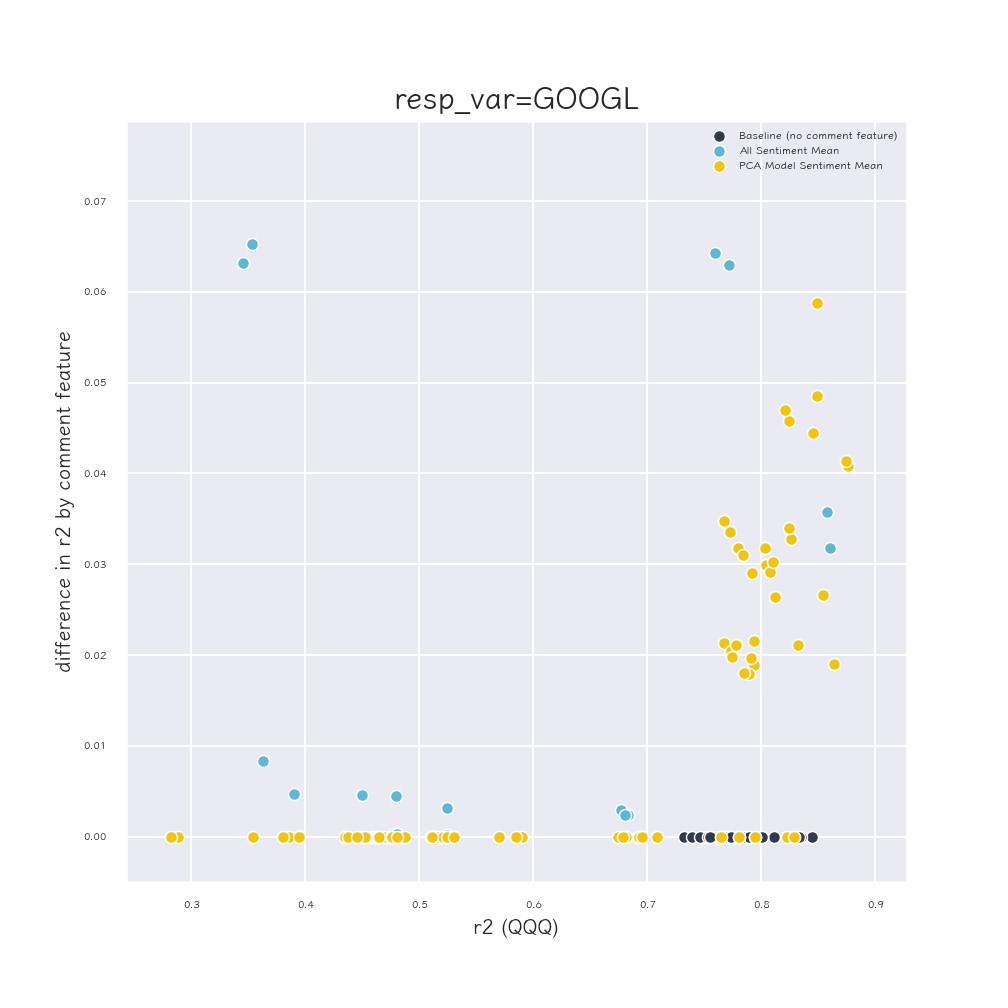 resp_var=GOOGL
Baseline (no comment feature)
All Sentiment Mean
PCA Model Sentiment Mean
difference in r2 by comment feature
0.07
0.06
0.05
0.04
0.03
0.02
0.01
0.00
0.3 0.4 0.5 0.6 0.7 0.8 0.9
r2 (QQQ)